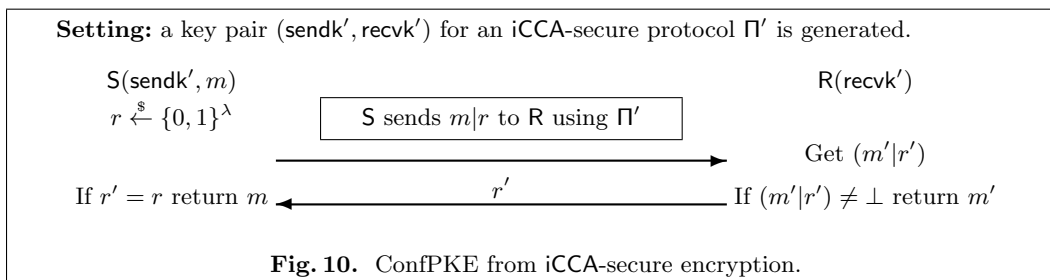 Setting: a key pair (sendk′, recvk′) for an iCCA-secure protocol Π′ is generated.
S(sendk′, m) R(recvk′)
r ←$ {0, 1}^λ
S sends m|r to R using Π′
Get (m′|r′)
If r′ = r return m r′ If (m′|r′) ≠ ⊥ return m′
Fig. 10. ConfPKE from iCCA-secure encryption.